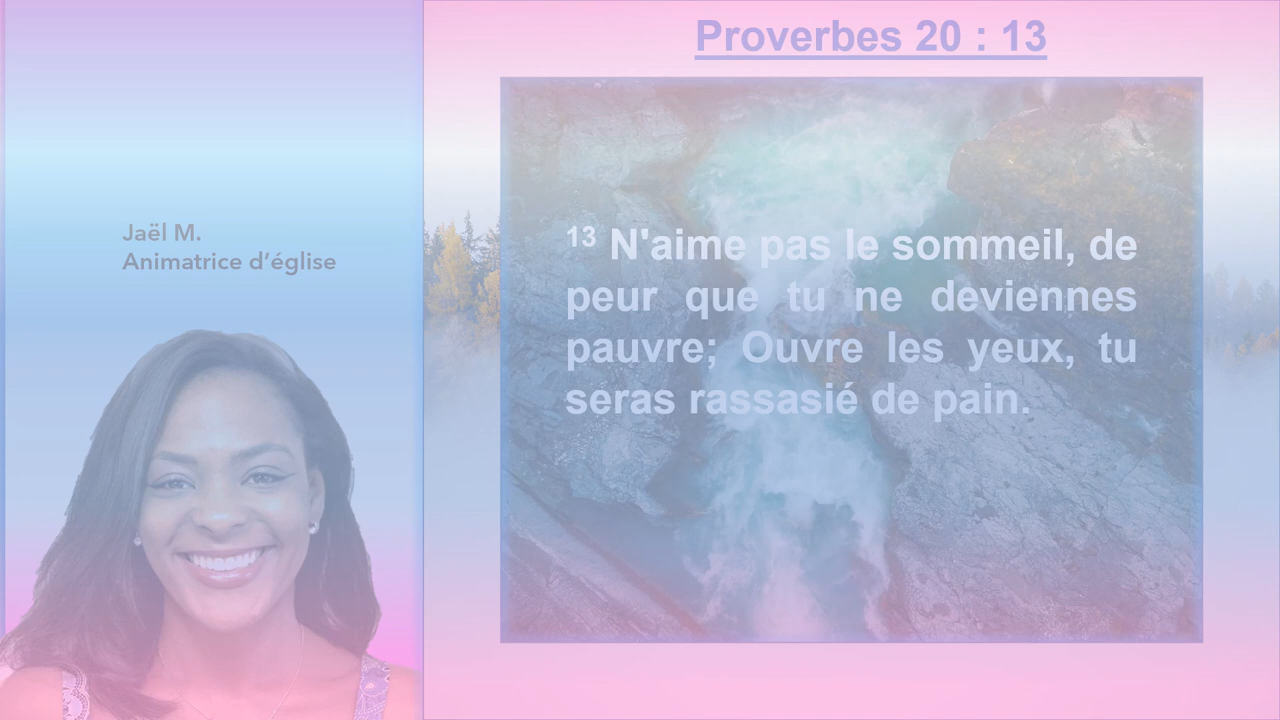 Proverbes 20 : 13
Jaël M.
Animatrice d’église
13 N'aime pas le sommeil, de
peur que tu ne deviennes
pauvre; Ouvre les yeux, tu
seras rassasié de pain.